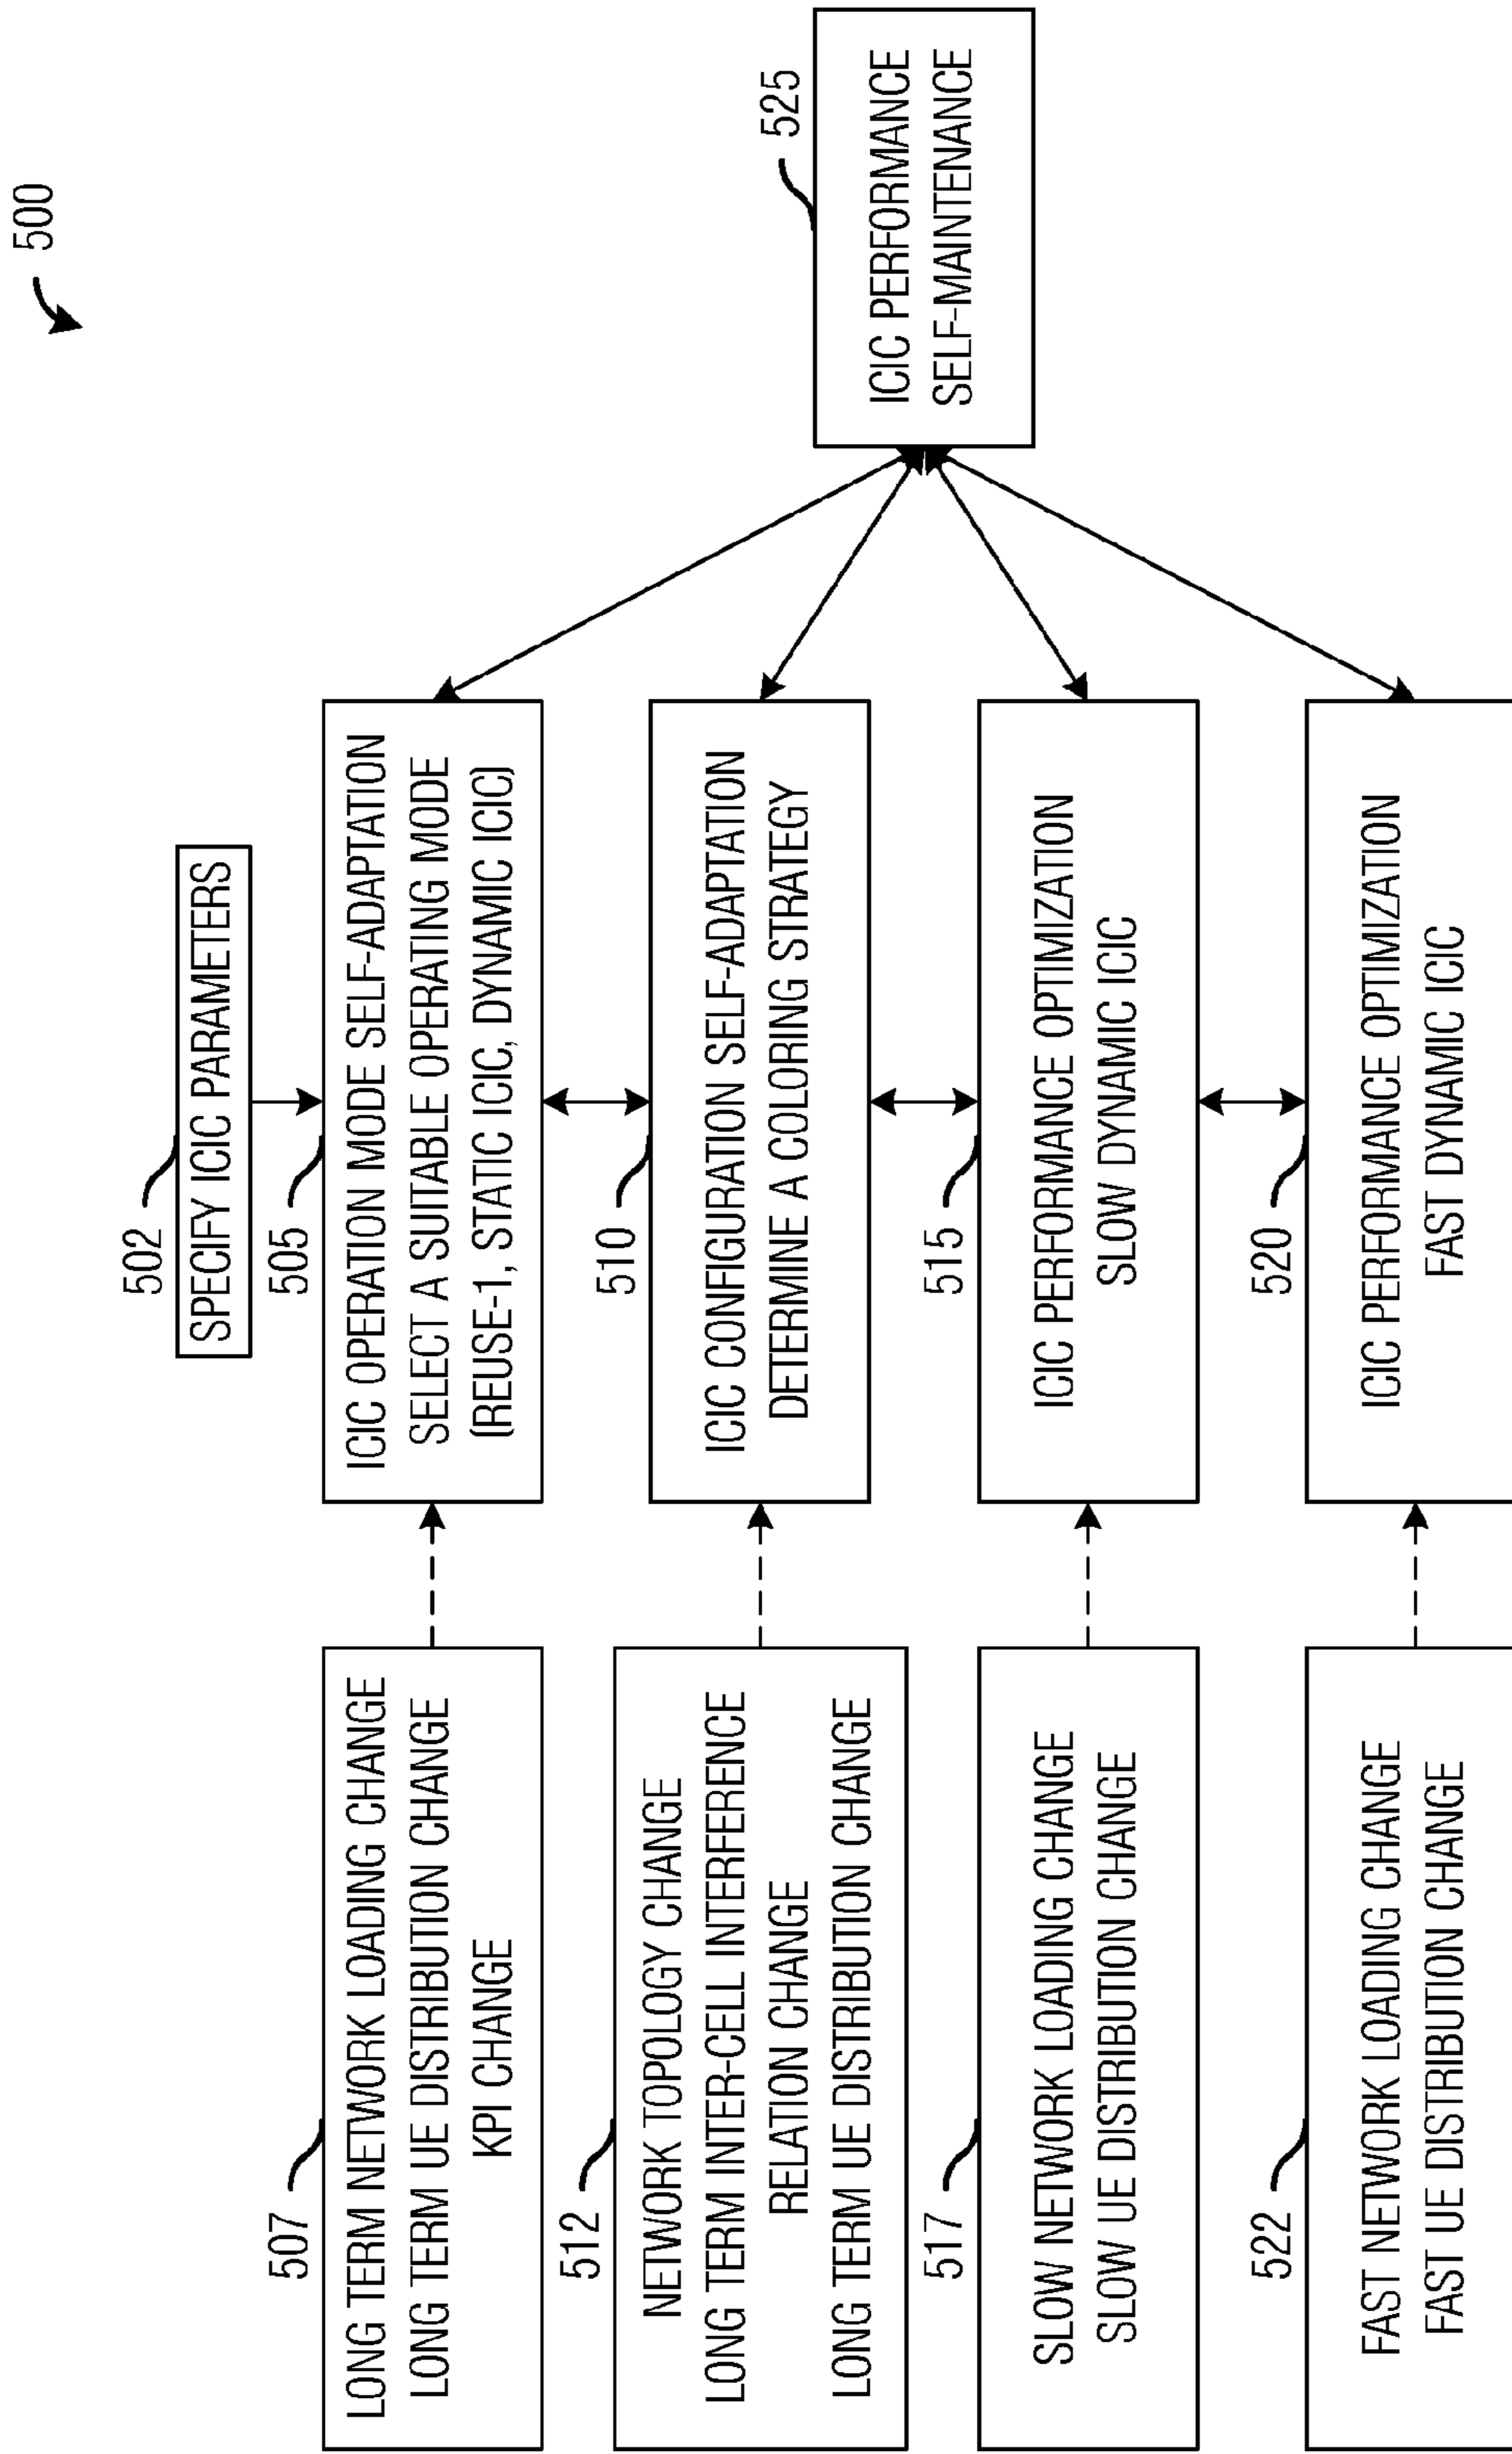 500
502
SPECIFY ICIC PARAMETERS
507
LONG TERM NETWORK LOADING CHANGE
LONG TERM UE DISTRIBUTION CHANGE
KPI CHANGE
505
ICIC OPERATION MODE SELF-ADAPTATION
SELECT A SUITABLE OPERATING MODE
(REUSE-1, STATIC ICIC, DYNAMIC ICIC)
512
NETWORK TOPOLOGY CHANGE
LONG TERM INTER-CELL INTERFERENCE
RELATION CHANGE
LONG TERM UE DISTRIBUTION CHANGE
510
ICIC CONFIGURATION SELF-ADAPTATION
DETERMINE A COLORING STRATEGY
525
ICIC PERFORMANCE
SELF-MAINTENANCE
517
SLOW NETWORK LOADING CHANGE
SLOW UE DISTRIBUTION CHANGE
515
ICIC PERFORMANCE OPTIMIZATION
SLOW DYNAMIC ICIC
522
FAST NETWORK LOADING CHANGE
FAST UE DISTRIBUTION CHANGE
520
ICIC PERFORMANCE OPTIMIZATION
FAST DYNAMIC ICIC